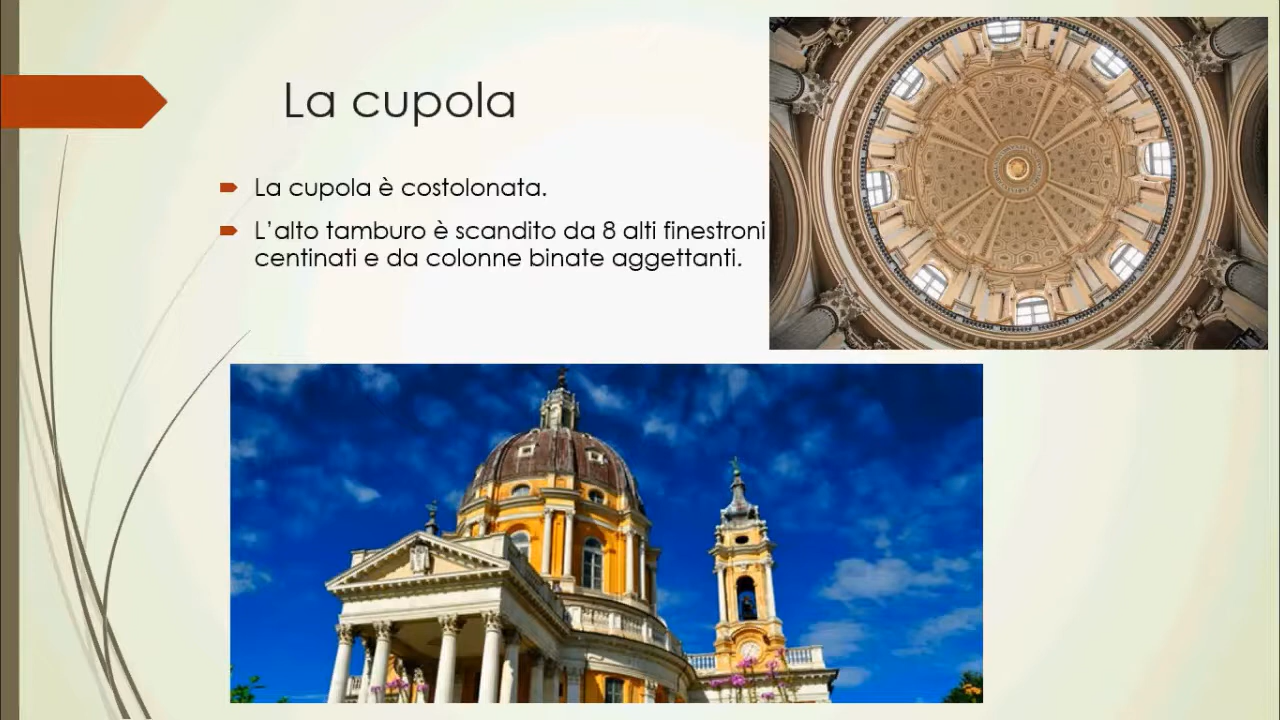 La cupola
La cupola è costolonata.
L'alto tamburo è scandito da 8 alti finestroni
centinati e da colonne binate aggettanti.